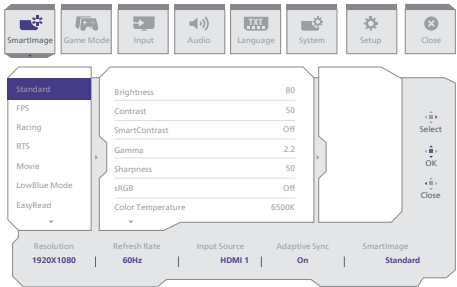 SmartImage Game Mode Input Audio Language System Setup Close
TXT
Standard
FPS
Racing
RTS
Movie
LowBlue Mode
EasyRead
Brightness 80
Contrast 50
SmartContrast Off
Gamma 2.2
Sharpness 50
sRGB Off
Color Temperature 6500K
Select
OK
Close
Resolution Refresh Rate Input Source Adaptive Sync SmartImage
1920X1080 | 60Hz | HDMI 1 | On | Standard